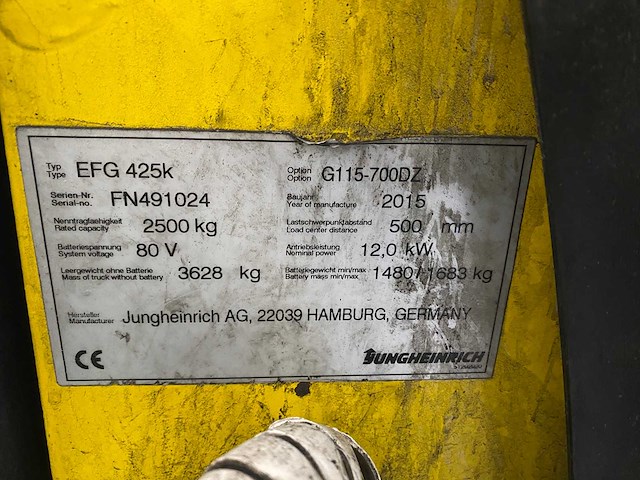 Typ
Type EFG 425k Option
Option G115-700DZ
Serien-Nr.
Serial-no. FN491024 Baujahr
Year of manufacture 2015
Nenntragfaehigkeit
Rated capacity 2500 kg Lastschwerpunktabstand
Load center distance 500 mm
Batteriespannung
System voltage 80 V Antriebsleistung
Nominal power 12,0 kW
Leergewicht ohne Batterie
Mass of truck without battery 3628 kg Batteriegewicht min/max
Battery mass min/max 1480/1683 kg
Hersteller
Manufacturer Jungheinrich AG, 22039 HAMBURG, GERMANY
CE JUNGHEINRICH